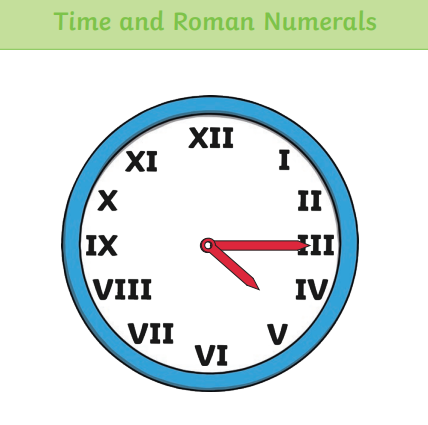 Time and Roman Numerals
XII
I
II
III
IV
V
VI
VII
VIII
IX
X
XI